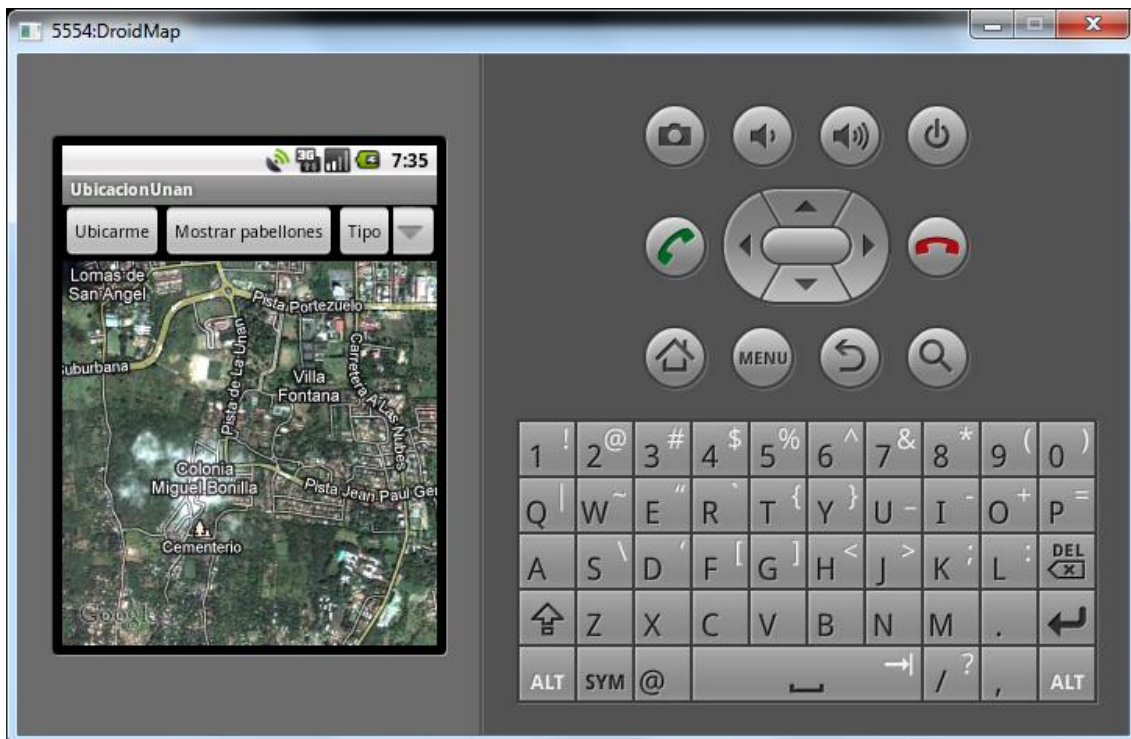 5554:DroidMap
3G 7:35
UbicacionUnan
Ubicarme Mostrar pabellones Tipo
Lomas de
San Angel
Pista Portezuelo
Suburbana
Pista de La Unan
Carretera A Las Nubes
Villa
Fontana
Colonia
Miguel Bonilla
Pista Jean Paul Gen
Cementerio
Google
MENU
1 ! 2 @ 3 # 4 $ 5 % 6 ^ 7 & 8 * 9 ( 0 )
Q | W ~ E “ R ` T { Y } U _ I - O + P =
A S \ D ‘ F [ G ] H < J > K ; L : DEL
Z X C V B N M .
ALT SYM @ / ? , ALT